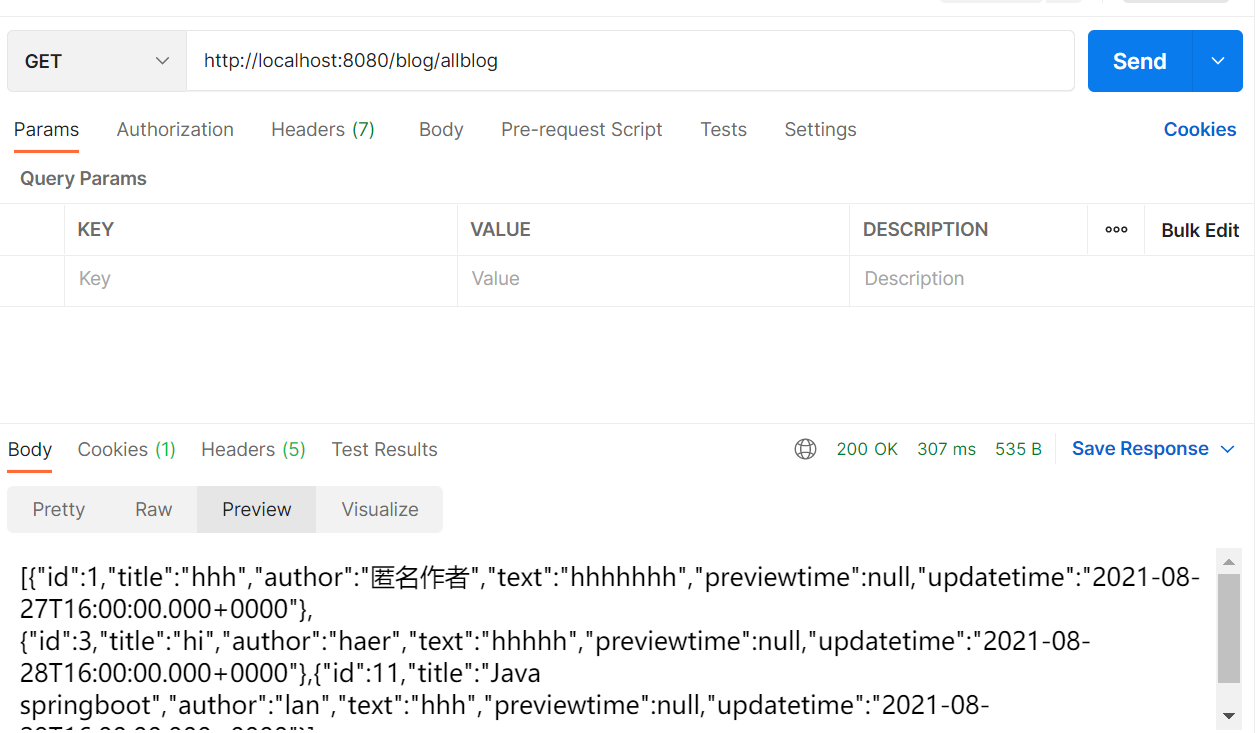 GET http://localhost:8080/blog/allblog Send
Params Authorization Headers (7) Body Pre-request Script Tests Settings Cookies
Query Params
KEY VALUE DESCRIPTION ooo Bulk Edit
Key Value Description
Body Cookies (1) Headers (5) Test Results 200 OK 307 ms 535 B Save Response
Pretty Raw Preview Visualize
[{"id":1,"title":"hhh","author":"匿名作者","text":"hhhhhhh","previewtime":null,"updatetime":"2021-08-
27T16:00:00.000+0000"},
{"id":3,"title":"hi","author":"haer","text":"hhhhh","previewtime":null,"updatetime":"2021-08-
28T16:00:00.000+0000"},{"id":11,"title":"Java
springboot","author":"lan","text":"hhh","previewtime":null,"updatetime":"2021-08-